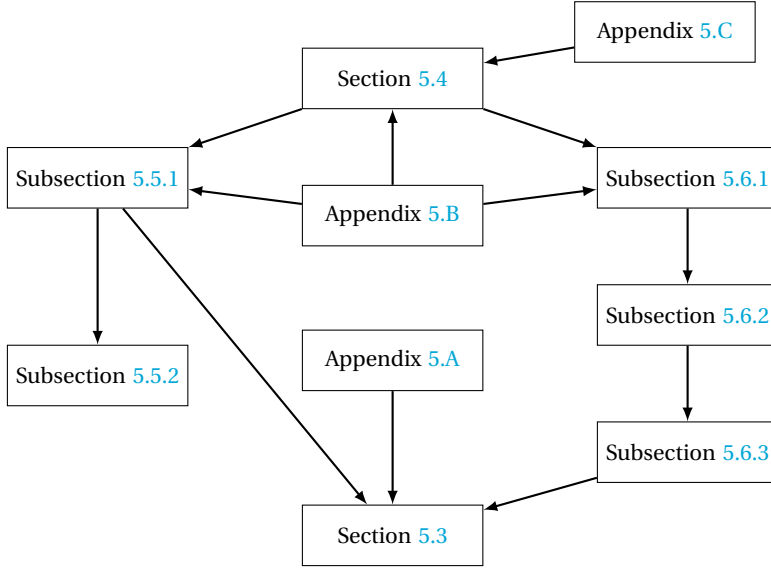 Appendix 5.C
Section 5.4
Subsection 5.5.1
Subsection 5.6.1
Appendix 5.B
Subsection 5.6.2
Appendix 5.A
Subsection 5.5.2
Subsection 5.6.3
Section 5.3